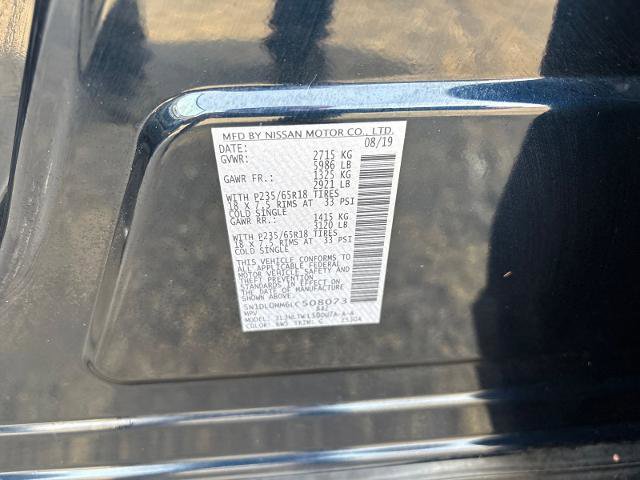 MFD BY NISSAN MOTOR CO., LTD.
DATE: 08/19
GVWR: 2715 KG
5986 LB
GAWR FR.: 1325 KG
2921 LB
WITH P235/65R18 TIRES
18 X 7.5 RIMS AT 33 PSI
COLD SINGLE
GAWR RR.: 1415 KG
3120 LB
WITH P235/65R18 TIRES
18 X 7.5 RIMS AT 33 PSI
COLD SINGLE
THIS VEHICLE CONFORMS TO
ALL APPLICABLE FEDERAL
MOTOR VEHICLE SAFETY AND
THEFT PREVENTION STANDARDS
IN EFFECT ON THE DATE OF
MANUFACTURE SHOWN ABOVE.
5N1DL0MM6LC508073
MPV
MODEL:
COLOR: TRIM: G